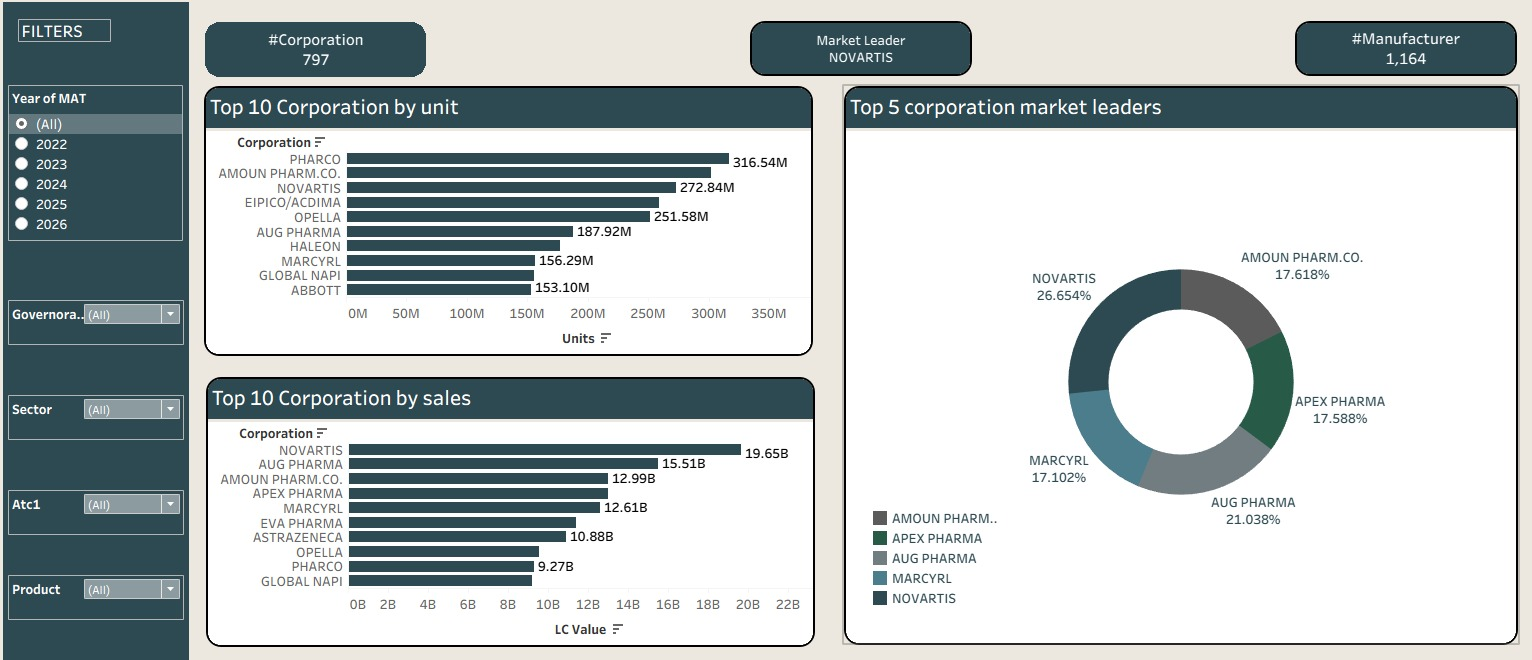 FILTERS
Year of MAT
(All)
2022
2023
2024
2025
2026
Governora.. (All)
Sector (All)
Atc1 (All)
Product (All)
#Corporation
797
Market Leader
NOVARTIS
#Manufacturer
1,164
Top 10 Corporation by unit
Corporation
PHARCO 316.54M
AMOUN PHARM.CO.
NOVARTIS 272.84M
EIPICO/ACDIMA
OPELLA 251.58M
AUG PHARMA 187.92M
HALEON
MARCYRL 156.29M
GLOBAL NAPI
ABBOTT 153.10M
0M 50M 100M 150M 200M 250M 300M 350M
Units
Top 10 Corporation by sales
Corporation
NOVARTIS 19.65B
AUG PHARMA 15.51B
AMOUN PHARM.CO. 12.99B
APEX PHARMA
MARCYRL 12.61B
EVA PHARMA
ASTRAZENECA 10.88B
OPELLA
PHARCO 9.27B
GLOBAL NAPI
0B 2B 4B 6B 8B 10B 12B 14B 16B 18B 20B 22B
LC Value
Top 5 corporation market leaders
AMOUN PHARM.CO.
17.618%
NOVARTIS
26.654%
APEX PHARMA
17.588%
MARCYRL
17.102%
AUG PHARMA
21.038%
AMOUN PHARM..
APEX PHARMA
AUG PHARMA
MARCYRL
NOVARTIS